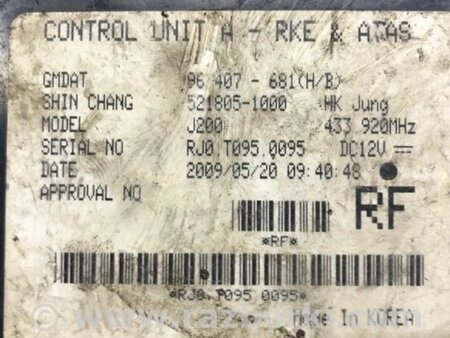 CONTROL UNIT A - RKE & ATAS
GMDAT 96 407 - 681(H/B)
SHIN CHANG 521805-1000 HK Jung
MODEL J200 433 920MHz
SERIAL NO RJ0 T095 0095 DC12V
DATE 2009/05/20 09:40:48
APPROVAL NO
RF
*RF*
*RJ0 T095 0095*
Made In KOREA